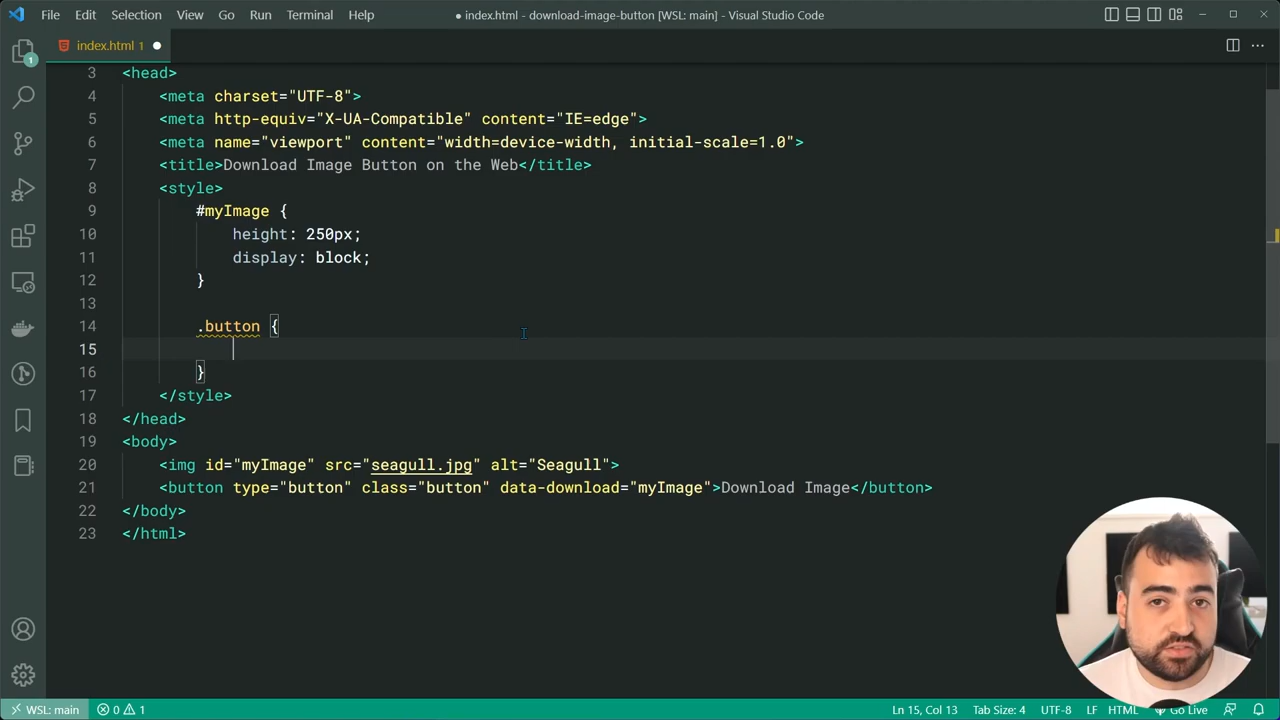 File Edit Selection View Go Run Terminal Help ● index.html - download-image-button [WSL: main] - Visual Studio Code
index.html 1 ●
1
3 <head>
4 <meta charset="UTF-8">
5 <meta http-equiv="X-UA-Compatible" content="IE=edge">
6 <meta name="viewport" content="width=device-width, initial-scale=1.0">
7 <title>Download Image Button on the Web</title>
8 <style>
9 #myImage {
10 height: 250px;
11 display: block;
12 }
13
14 .button {
15
16 }
17 </style>
18 </head>
19 <body>
20 <img id="myImage" src="seagull.jpg" alt="Seagull">
21 <button type="button" class="button" data-download="myImage">Download Image</button>
22 </body>
23 </html>
WSL: main 0 1 Ln 15, Col 13 Tab Size: 4 UTF-8 LF HTML Go Live